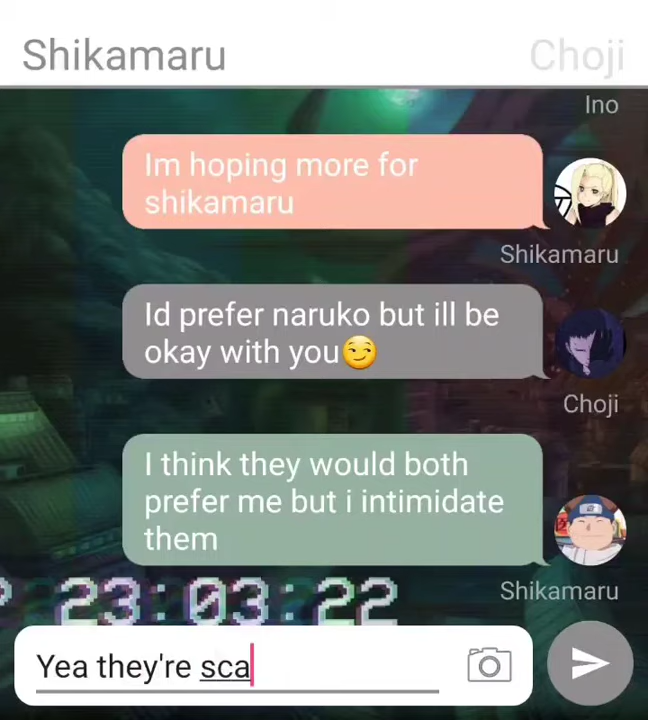 Shikamaru
Choji
Ino
Im hoping more for
shikamaru
Shikamaru
Id prefer naruko but ill be
okay with you😏
Choji
I think they would both
prefer me but i intimidate
them
23:03:22
Shikamaru
Yea they're sca